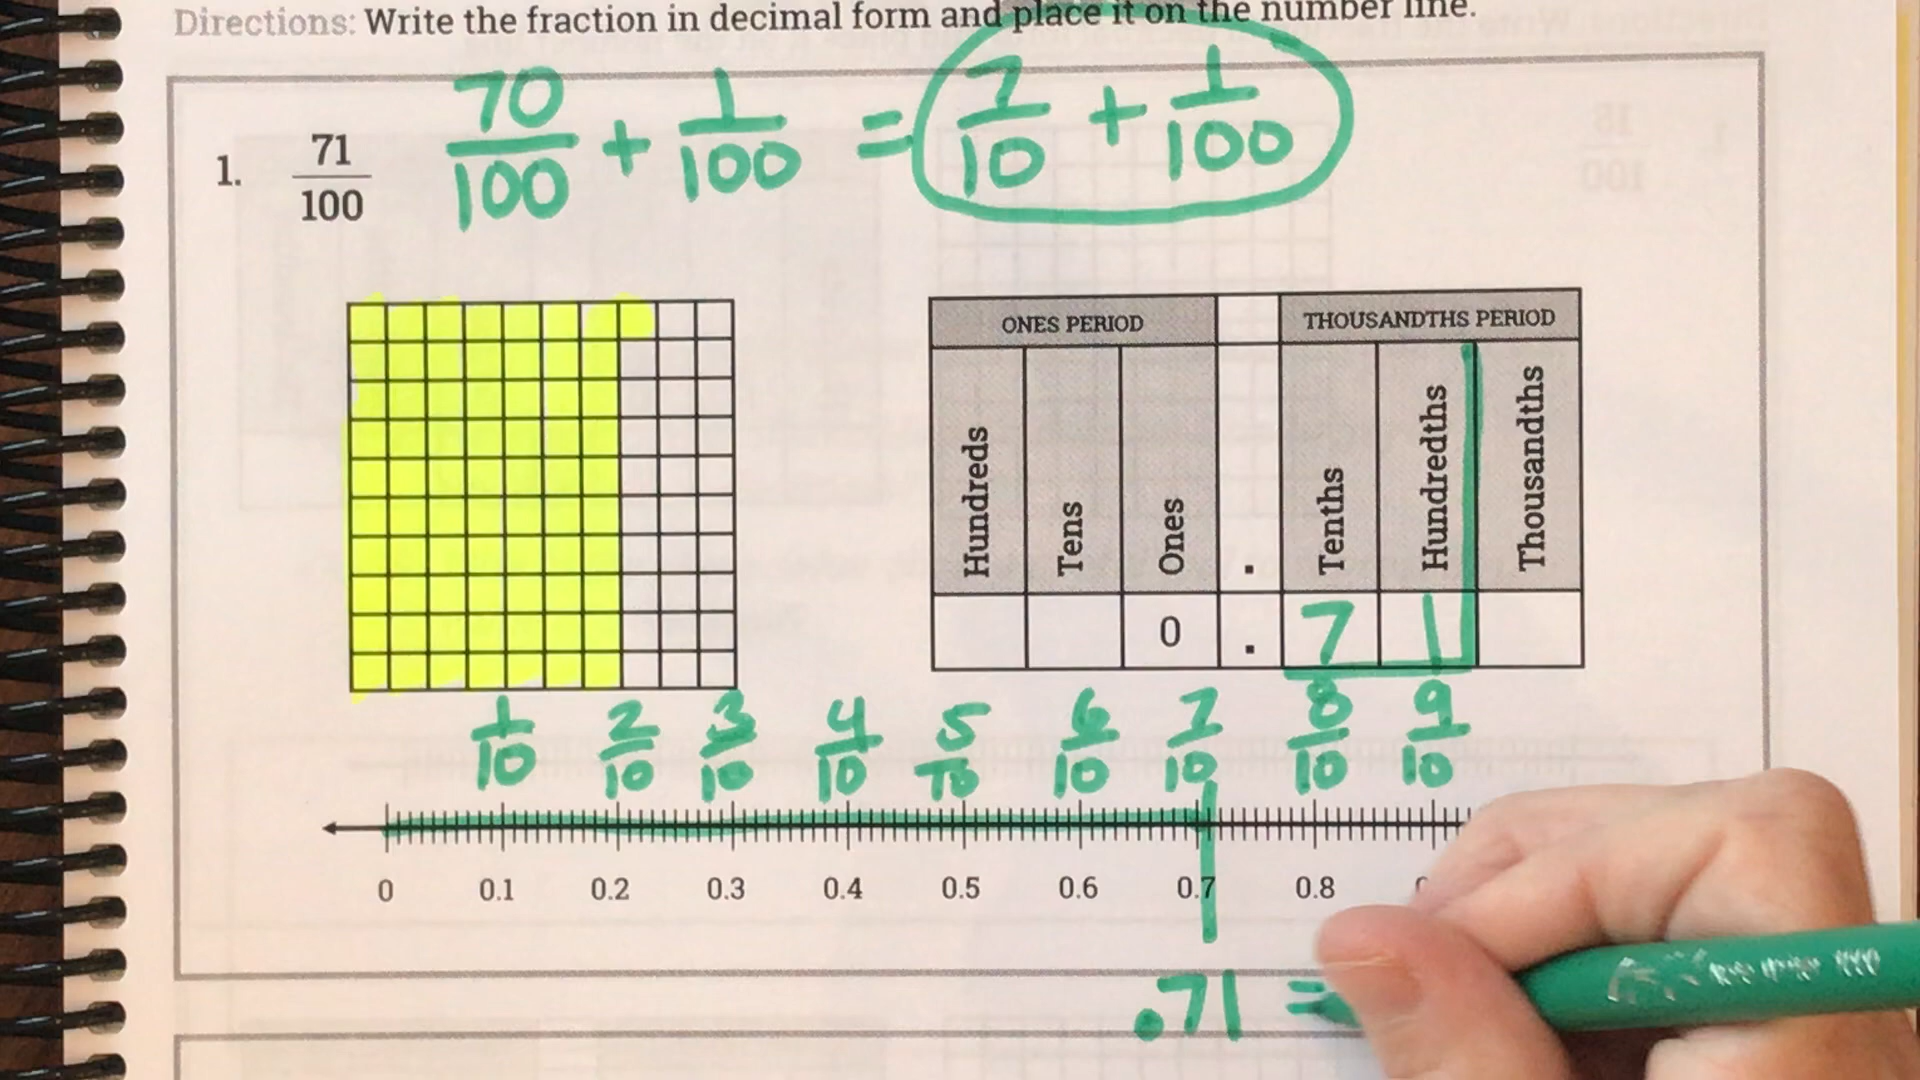 Directions: Write the fraction in decimal form and place it on the number line.
1. 71/100 70/100 + 1/100 = 7/10 + 1/100
ONES PERIOD THOUSANDTHS PERIOD
Hundreds Tens Ones . Tenths Hundredths Thousandths
0 . 7 1
1/10 2/10 3/10 4/10 5/10 6/10 7/10 8/10 9/10
0 0.1 0.2 0.3 0.4 0.5 0.6 0.7 0.8
.71 =